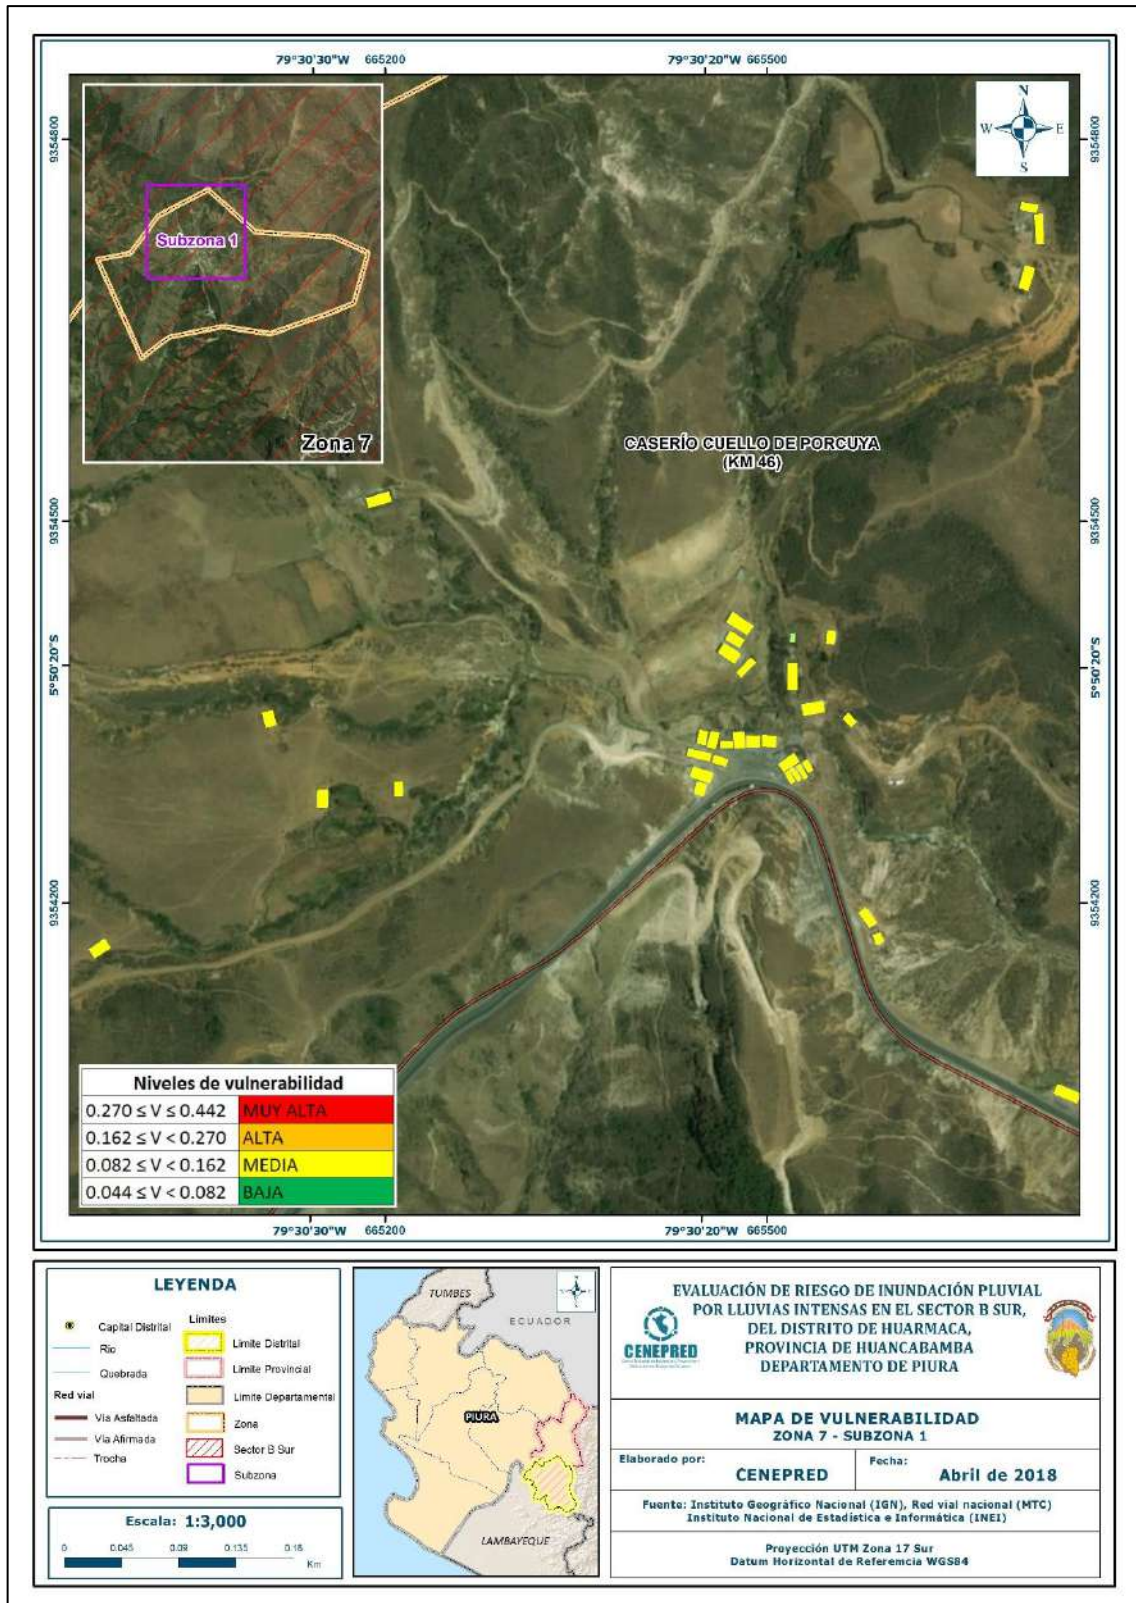 79°30'30"W 665200 79°30'20"W 665500
9354800
9354800
N
W E
S
Subzona 1
Zona 7
CASERÍO CUELLO DE PORCUYA
(KM 46)
9354500
9354500
5°50'20"S
5°50'20"S
9354200
9354200
Niveles de vulnerabilidad
0.270 ≤ V ≤ 0.442 MUY ALTA
0.162 ≤ V < 0.270 ALTA
0.082 ≤ V < 0.162 MEDIA
0.044 ≤ V < 0.082 BAJA
79°30'30"W 665200 79°30'20"W 665500
LEYENDA
Capital Distrital
Rio
Quebrada
Red vial
Vía Asfaltada
Vía Afirmada
Trocha
Límites
Limite Distrital
Limite Provincial
Limite Departamental
Zona
Sector B Sur
Subzona
Escala: 1:3,000
0 0.045 0.09 0.135 0.18
Km
TUMBES
ECUADOR
PIURA
LAMBAYEQUE
EVALUACIÓN DE RIESGO DE INUNDACIÓN PLUVIAL
POR LLUVIAS INTENSAS EN EL SECTOR B SUR,
DEL DISTRITO DE HUARMACA,
PROVINCIA DE HUANCABAMBA
DEPARTAMENTO DE PIURA
CENEPRED
MAPA DE VULNERABILIDAD
ZONA 7 - SUBZONA 1
Elaborado por:
CENEPRED
Fecha:
Abril de 2018
Fuente: Instituto Geográfico Nacional (IGN), Red vial nacional (MTC)
Instituto Nacional de Estadística e Informática (INEI)
Proyección UTM Zona 17 Sur
Datum Horizontal de Referencia WGS84